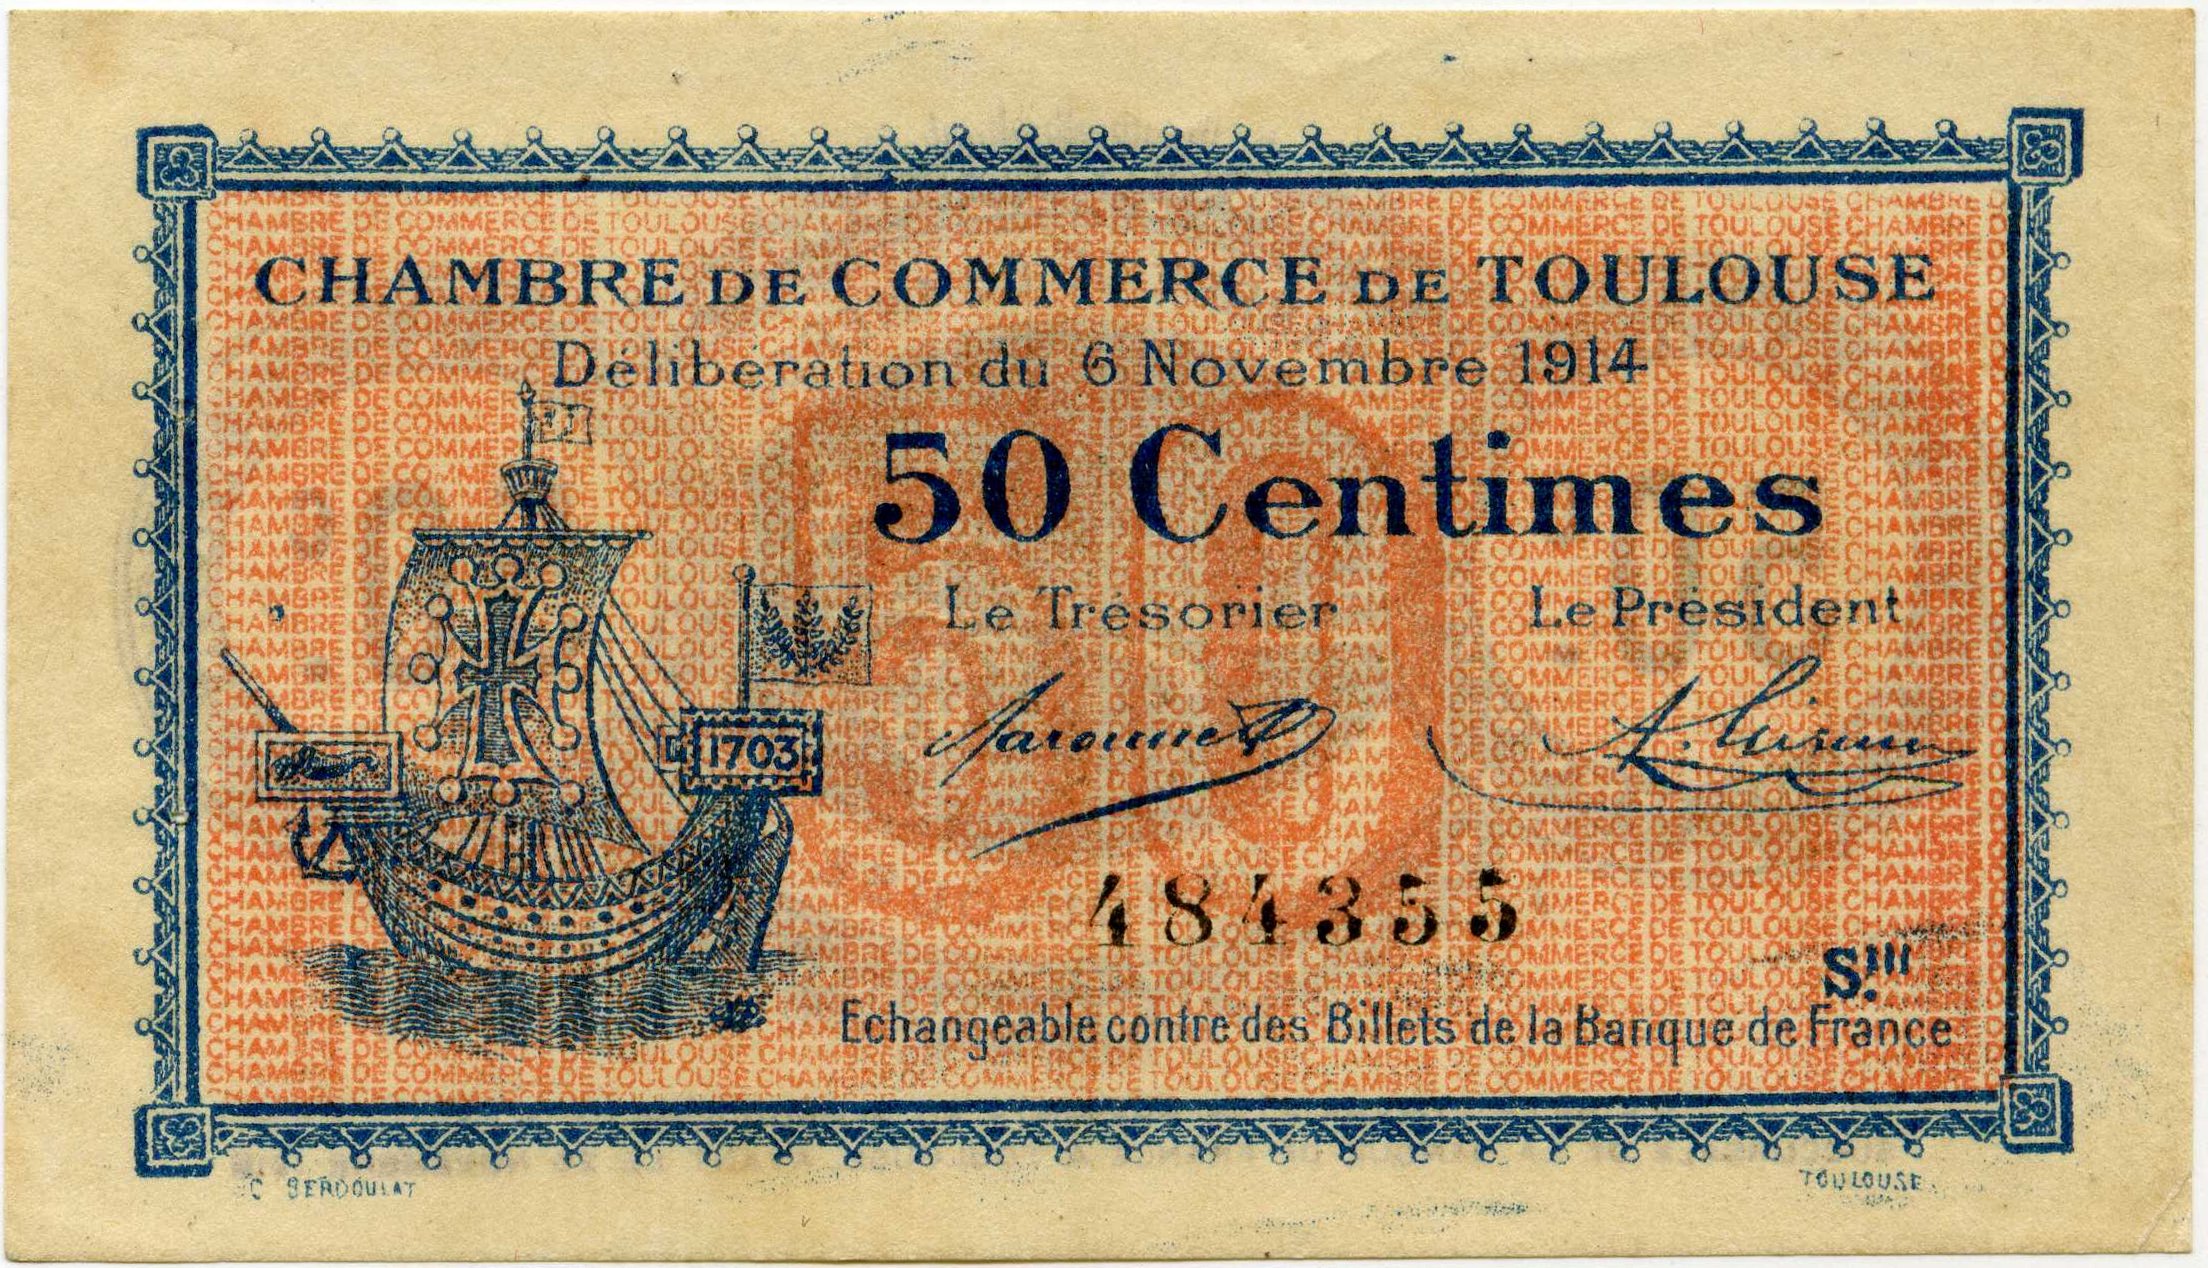 CHAMBRE DE COMMERCE DE TOULOUSE
Délibération du 6 Novembre 1914
50 Centimes
Le Trésorier
Le Président
1703
484355
S.III
Echangeable contre des Billets de la Banque de France
C BERDOULAT
TOULOUSE